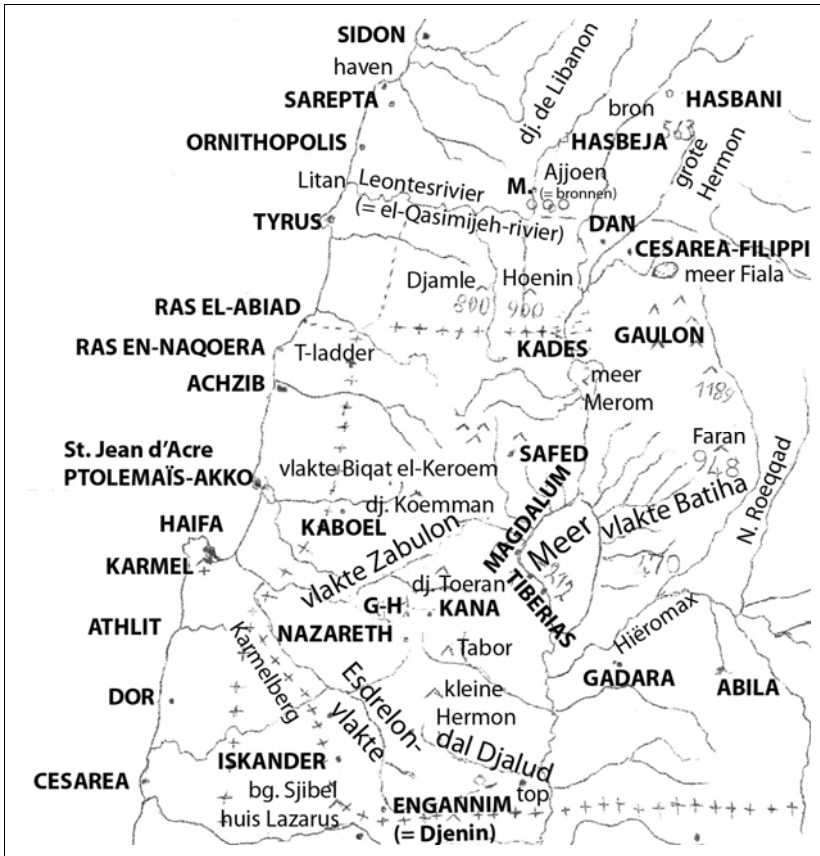 SIDON
haven
SAREPTA
ORNITHOPOLIS
dj. de Libanon
bron
HASBANI
HASBEJA
563
grote
Hermon
Litan- Leontesrivier
(= el-Qasimijeh-rivier)
M.
Ajjoen
(= bronnen)
TYRUS
DAN
CESAREA-FILIPPI
meer Fiala
Djamle
800
Hoenin
900
RAS EL-ABIAD
RAS EN-NAQOERA
T-ladder
KADES
GAULON
ACHZIB
meer
Merom
1189
St. Jean d'Acre
PTOLEMAÏS-AKKO
vlakte Biqat el-Keroem
SAFED
Faran
948
dj. Koemman
HAIFA
KABOEL
vlakte Zabulon
MAGDALUM
Meer
212
vlakte Batiha
N. Roeqqad
KARMEL
dj. Toeran
TIBERIAS
170
G-H
KANA
ATHLIT
NAZARETH
Hiëromax
Karmelberg
Tabor
GADARA
ABILA
DOR
Esdrelon-
vlakte
kleine
Hermon
dal Djalud
CESAREA
ISKANDER
bg. Sjibel
huis Lazarus
top
ENGANNIM
(= Djenin)